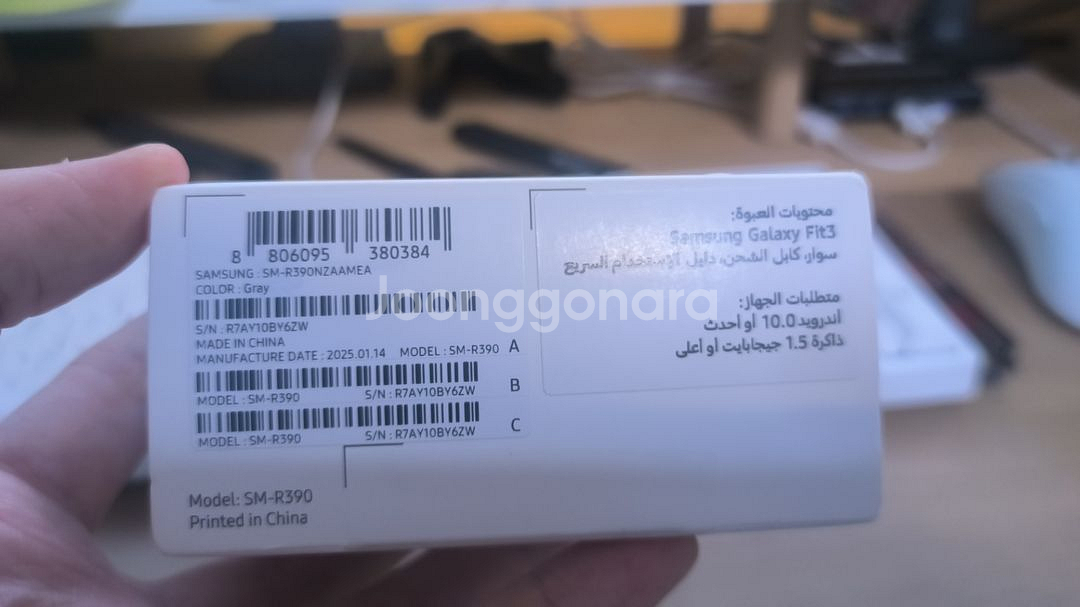 8 806095 380384
SAMSUNG : SM-R390NZAAMEA
COLOR : Gray
S/N : R7AY10BY6ZW
MADE IN CHINA
MANUFACTURE DATE : 2025.01.14 MODEL : SM-R390 A
MODEL : SM-R390 S/N : R7AY10BY6ZW B
MODEL : SM-R390 S/N : R7AY10BY6ZW C
Model: SM-R390
Printed in China
محتويات العبوة:
Samsung Galaxy Fit3
سوار، كابل الشحن، دليل الاستخدام السريع
متطلبات الجهاز:
أندرويد 10.0 او أحدث
ذاكرة 1.5 جيجابايت او أعلى
Joonggonara